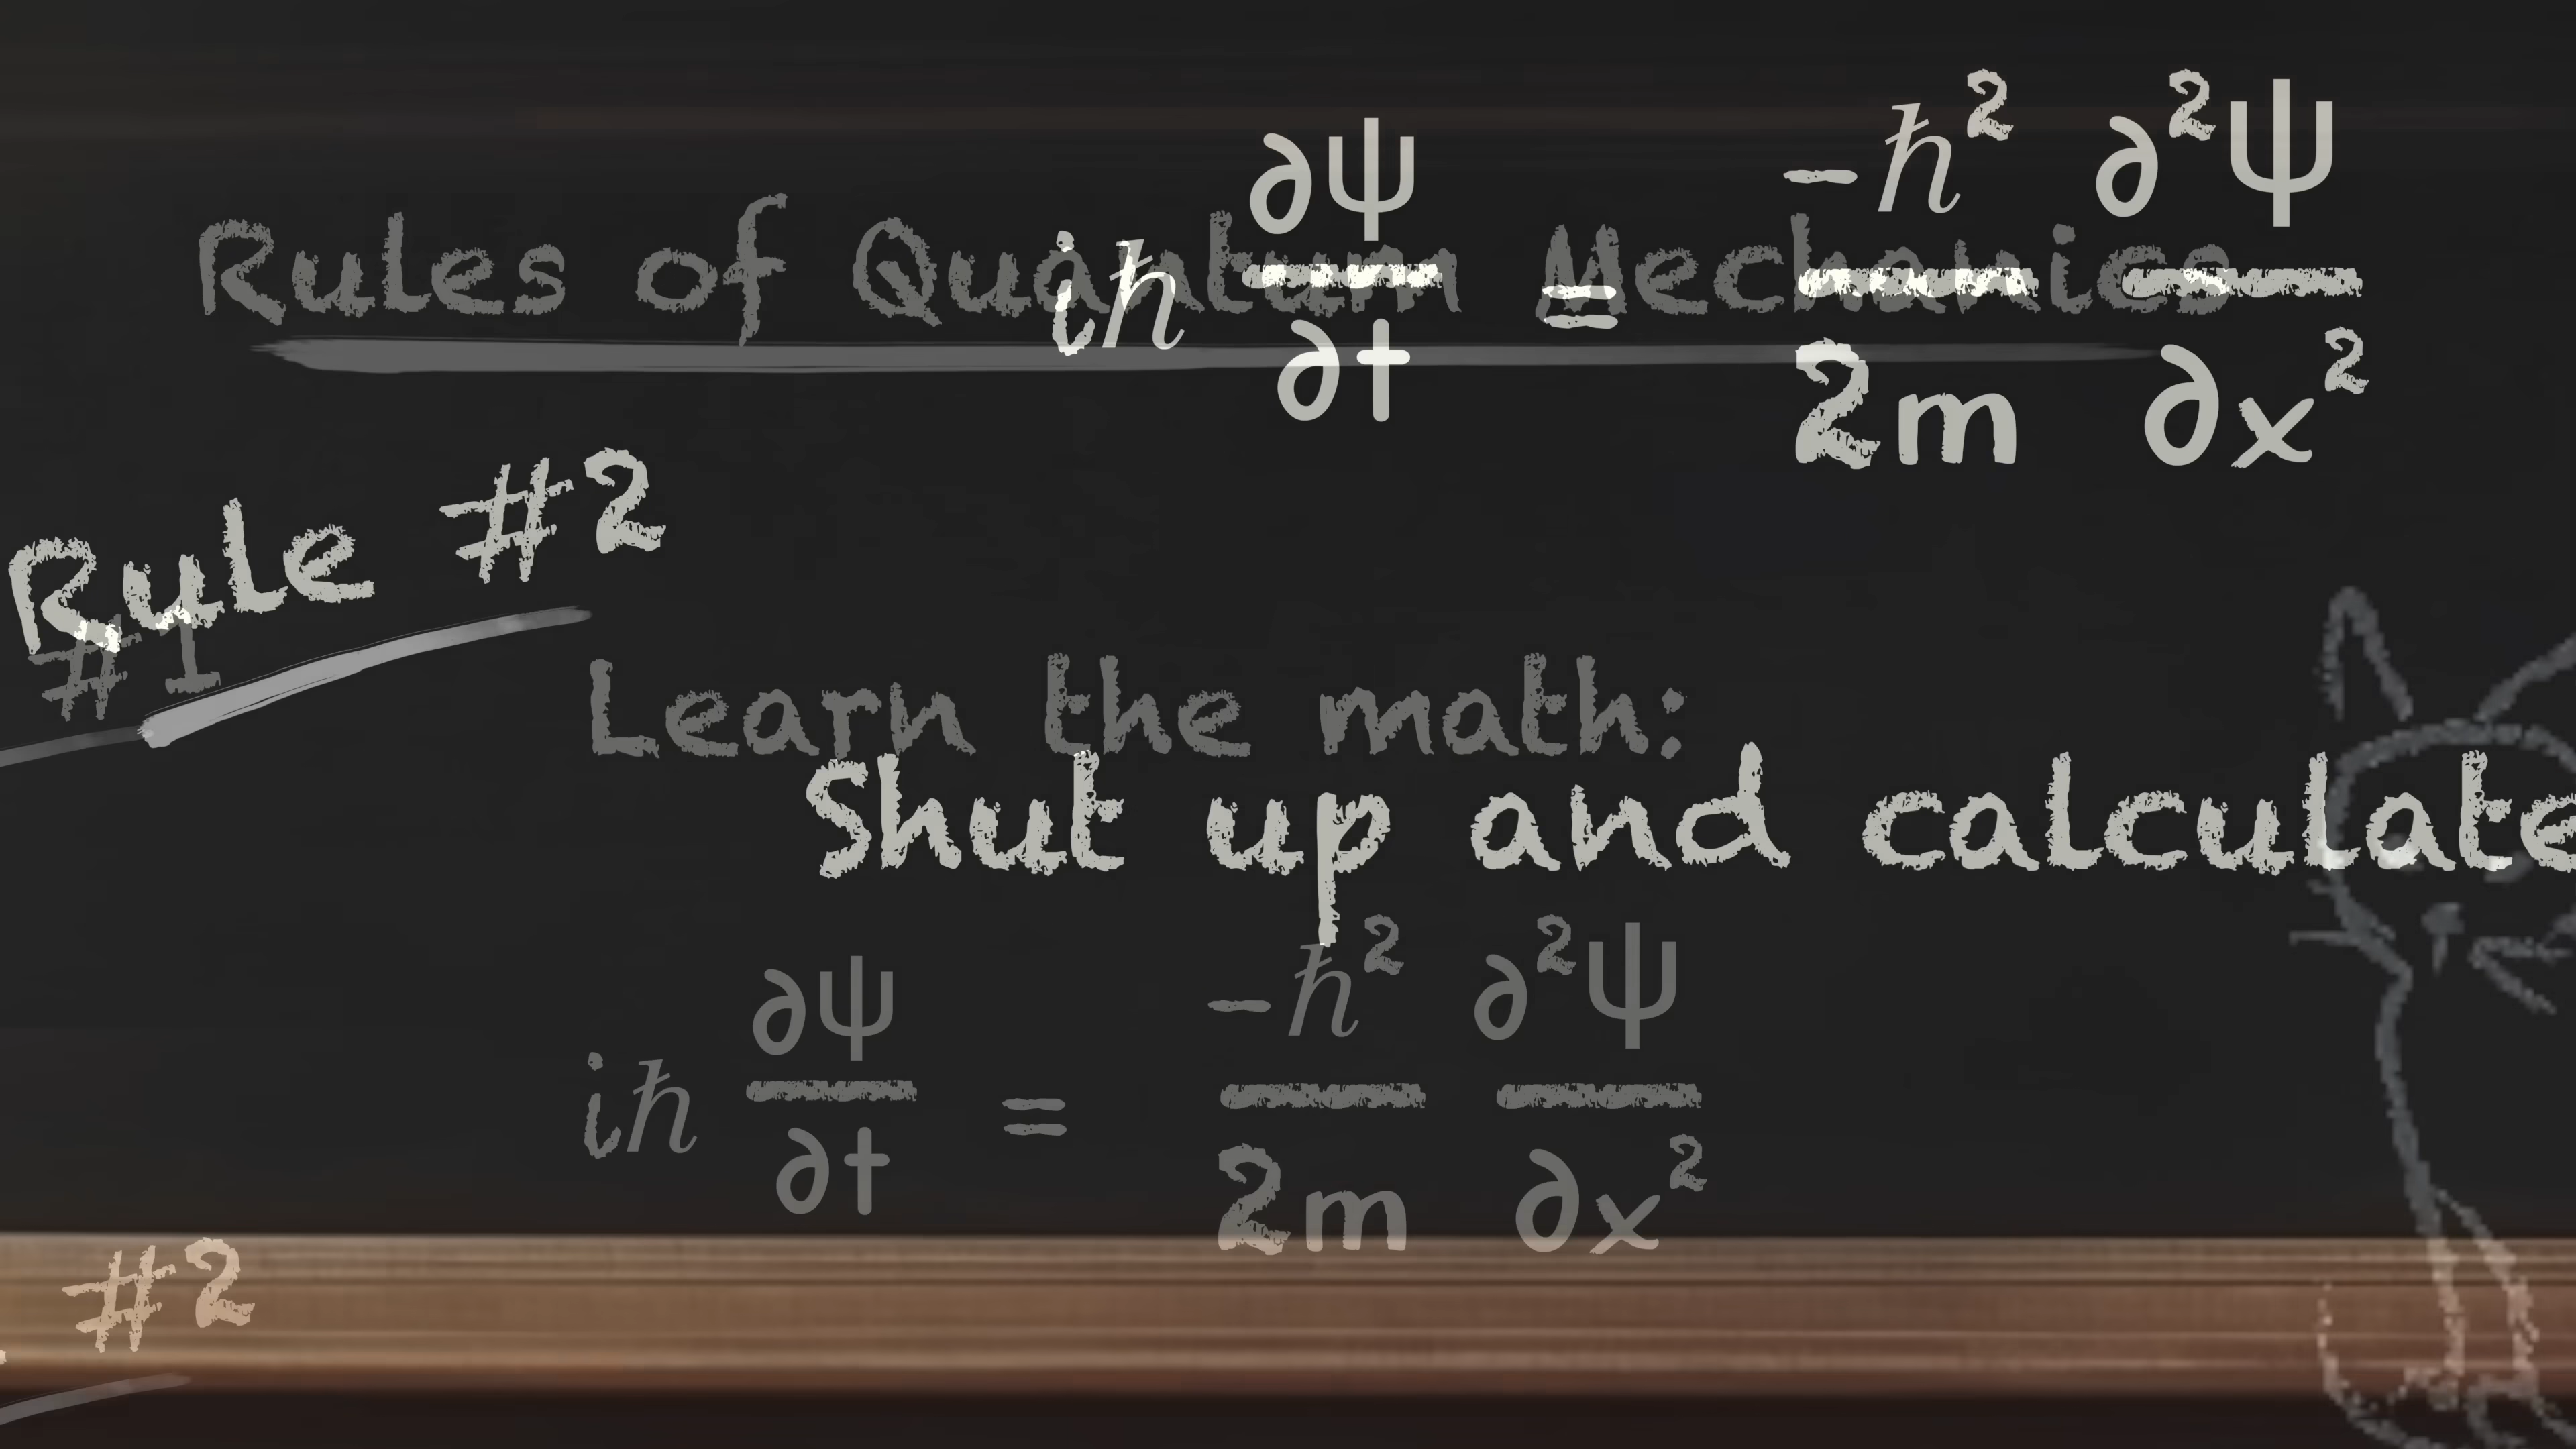 iħ ∂ψ/∂t = -ħ²/2m ∂²ψ/∂x²
Rules of Quantum Mechanics
Rule #2
#1
Learn the math:
Shut up and calculate
iħ ∂ψ/∂t = -ħ²/2m ∂²ψ/∂x²
#2